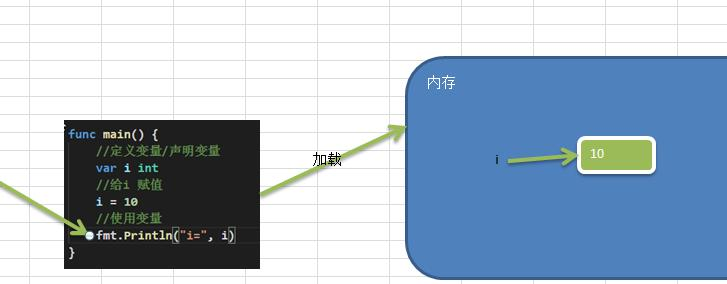 func main() {
//定义变量/声明变量
var i int
//给i 赋值
i = 10
//使用变量
fmt.Println("i=", i)
}
加载
内存
i
10